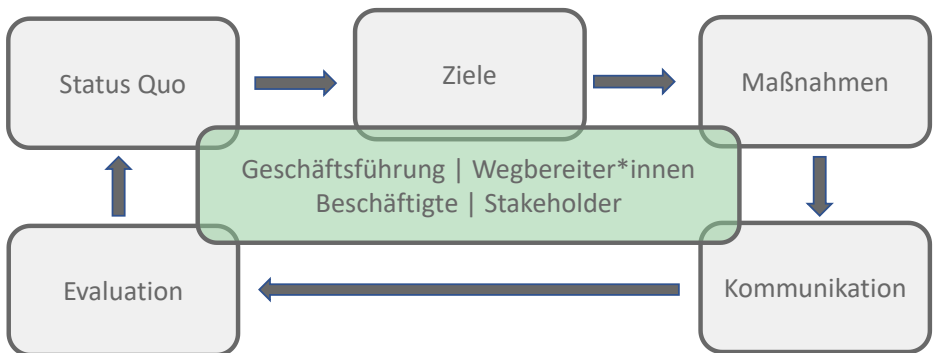 Status Quo
Ziele
Maßnahmen
Geschäftsführung | Wegbereiter*innen
Beschäftigte | Stakeholder
Evaluation
Kommunikation